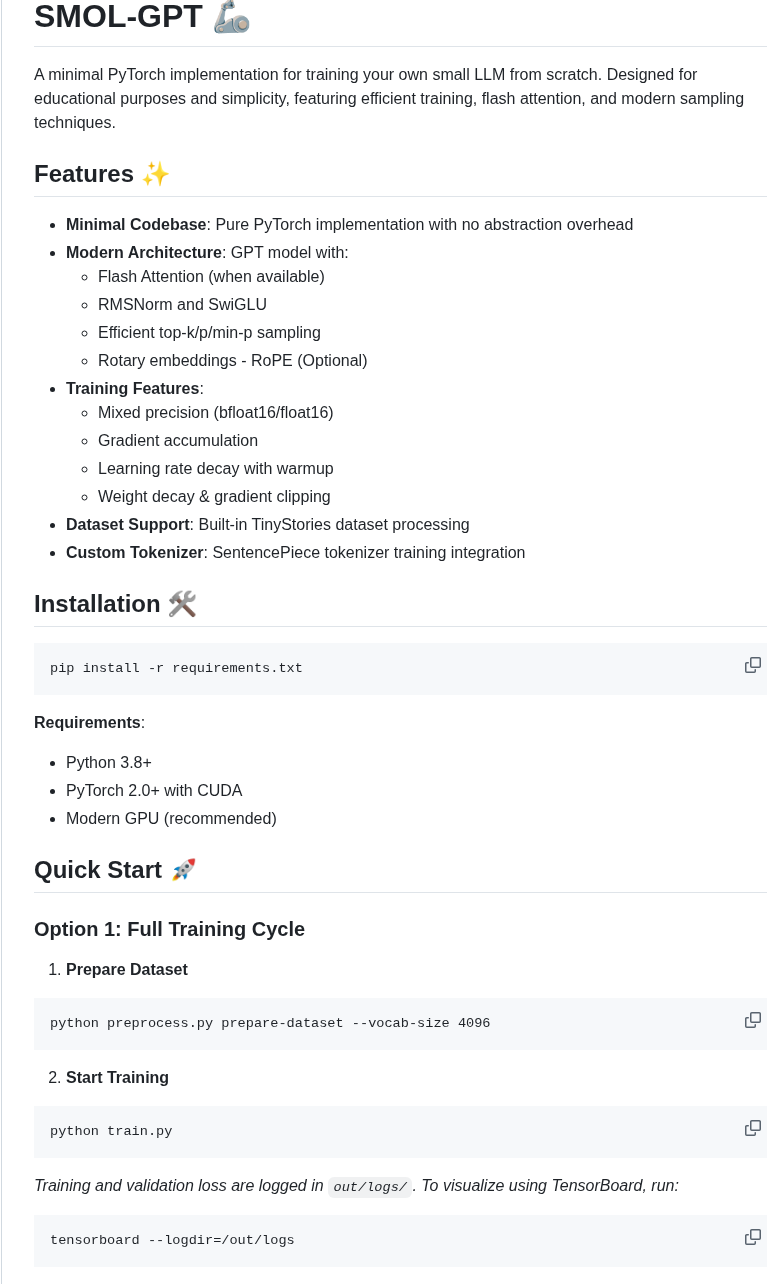 SMOL-GPT 🦾
A minimal PyTorch implementation for training your own small LLM from scratch. Designed for
educational purposes and simplicity, featuring efficient training, flash attention, and modern sampling
techniques.
Features ✨
• Minimal Codebase: Pure PyTorch implementation with no abstraction overhead
• Modern Architecture: GPT model with:
◦ Flash Attention (when available)
◦ RMSNorm and SwiGLU
◦ Efficient top-k/p/min-p sampling
◦ Rotary embeddings - RoPE (Optional)
• Training Features:
◦ Mixed precision (bfloat16/float16)
◦ Gradient accumulation
◦ Learning rate decay with warmup
◦ Weight decay & gradient clipping
• Dataset Support: Built-in TinyStories dataset processing
• Custom Tokenizer: SentencePiece tokenizer training integration
Installation 🛠️
pip install -r requirements.txt
Requirements:
• Python 3.8+
• PyTorch 2.0+ with CUDA
• Modern GPU (recommended)
Quick Start 🚀
Option 1: Full Training Cycle
1. Prepare Dataset
python preprocess.py prepare-dataset --vocab-size 4096
2. Start Training
python train.py
Training and validation loss are logged in out/logs/. To visualize using TensorBoard, run:
tensorboard --logdir=/out/logs